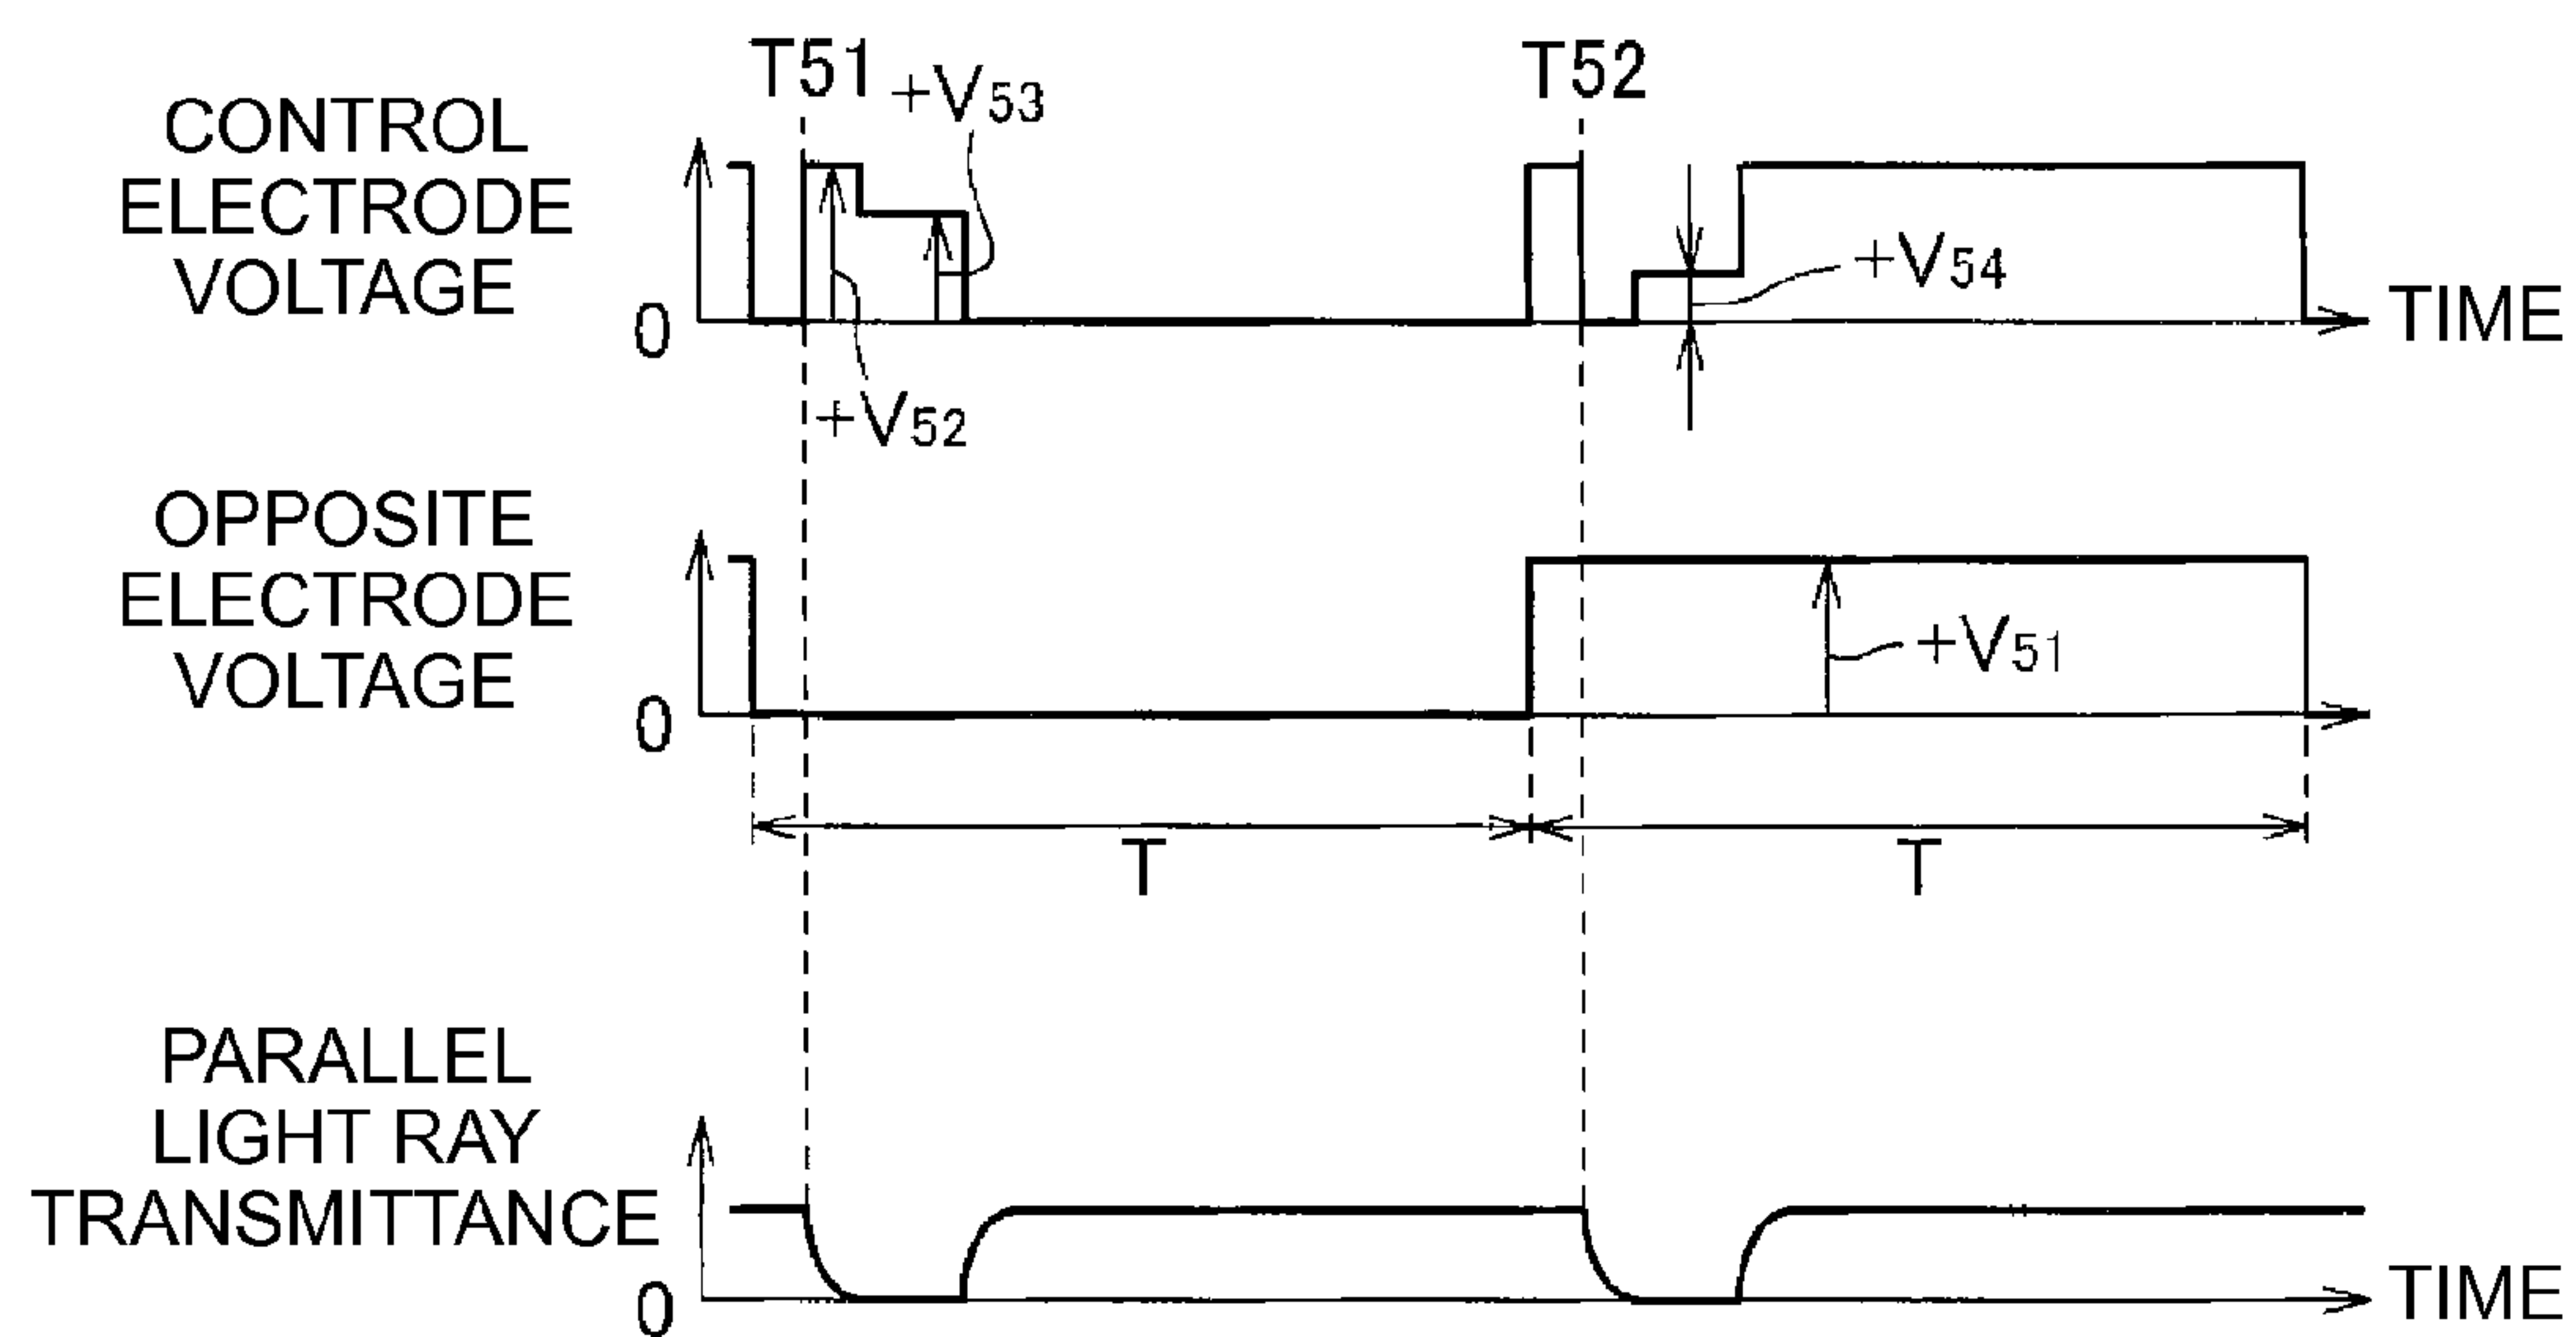 T51
+V53
T52
CONTROL
ELECTRODE
VOLTAGE
+V54
0
TIME
+V52
OPPOSITE
ELECTRODE
VOLTAGE
+V51
0
T
T
PARALLEL
LIGHT RAY
TRANSMITTANCE
0
TIME